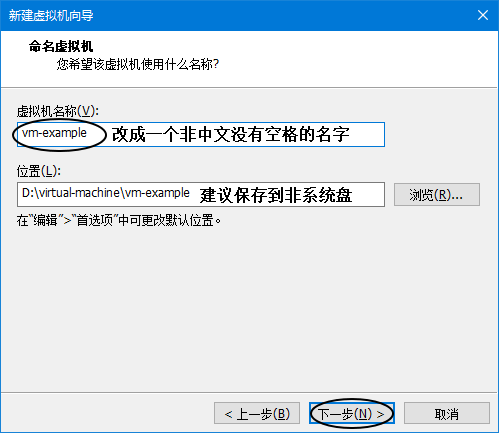 新建虚拟机向导
命名虚拟机
您希望该虚拟机使用什么名称?
虚拟机名称(V):
vm-example 改成一个非中文没有空格的名字
位置(L):
D:\virtual-machine\vm-example 建议保存到非系统盘 浏览(R)...
在“编辑”>“首选项”中可更改默认位置。
< 上一步(B) 下一步(N) > 取消